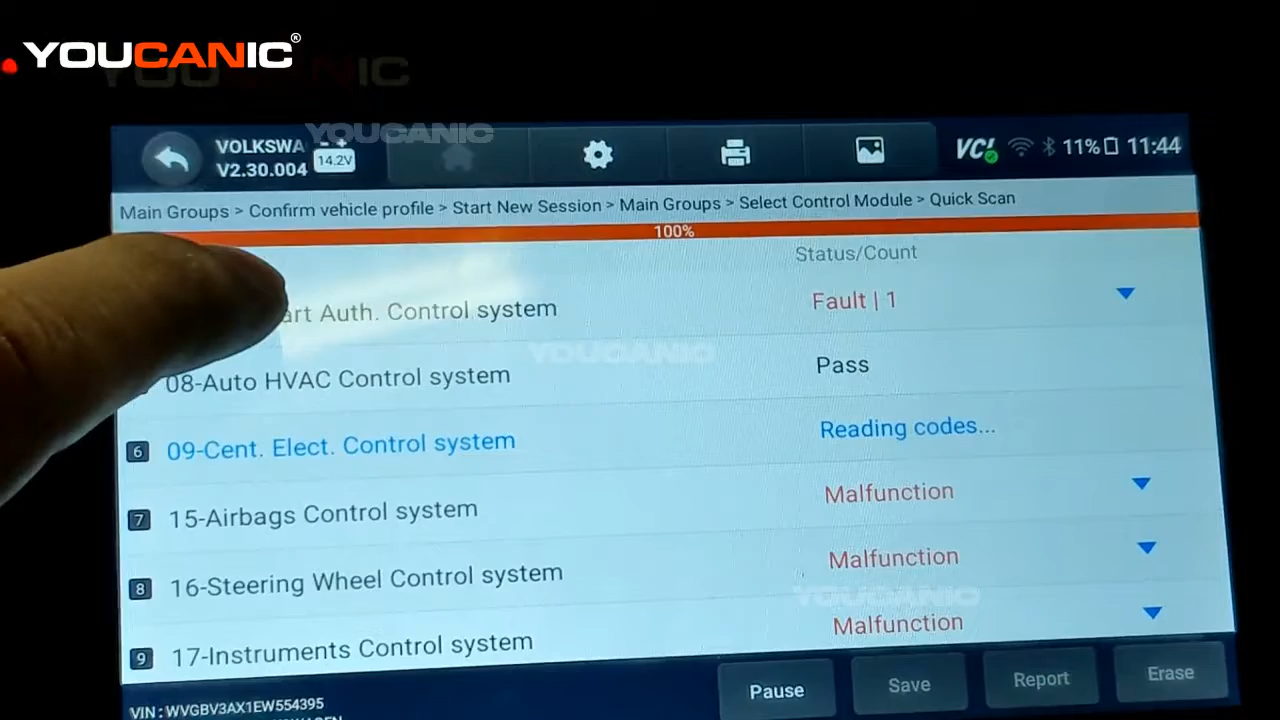 YOUCANIC®
YOUCANIC
YOUCANIC
VOLKSWA
V2.30.004
- +
14.2V
VCI
11%
11:44
Main Groups > Confirm vehicle profile > Start New Session > Main Groups > Select Control Module > Quick Scan
100%
Status/Count
art Auth. Control system
Fault | 1
08-Auto HVAC Control system
Pass
YOUCANIC
6
09-Cent. Elect. Control system
Reading codes...
7
15-Airbags Control system
Malfunction
8
16-Steering Wheel Control system
Malfunction
YOUCANIC
9
17-Instruments Control system
Malfunction
VIN : WVGBV3AX1EW554395
Pause
Save
Report
Erase